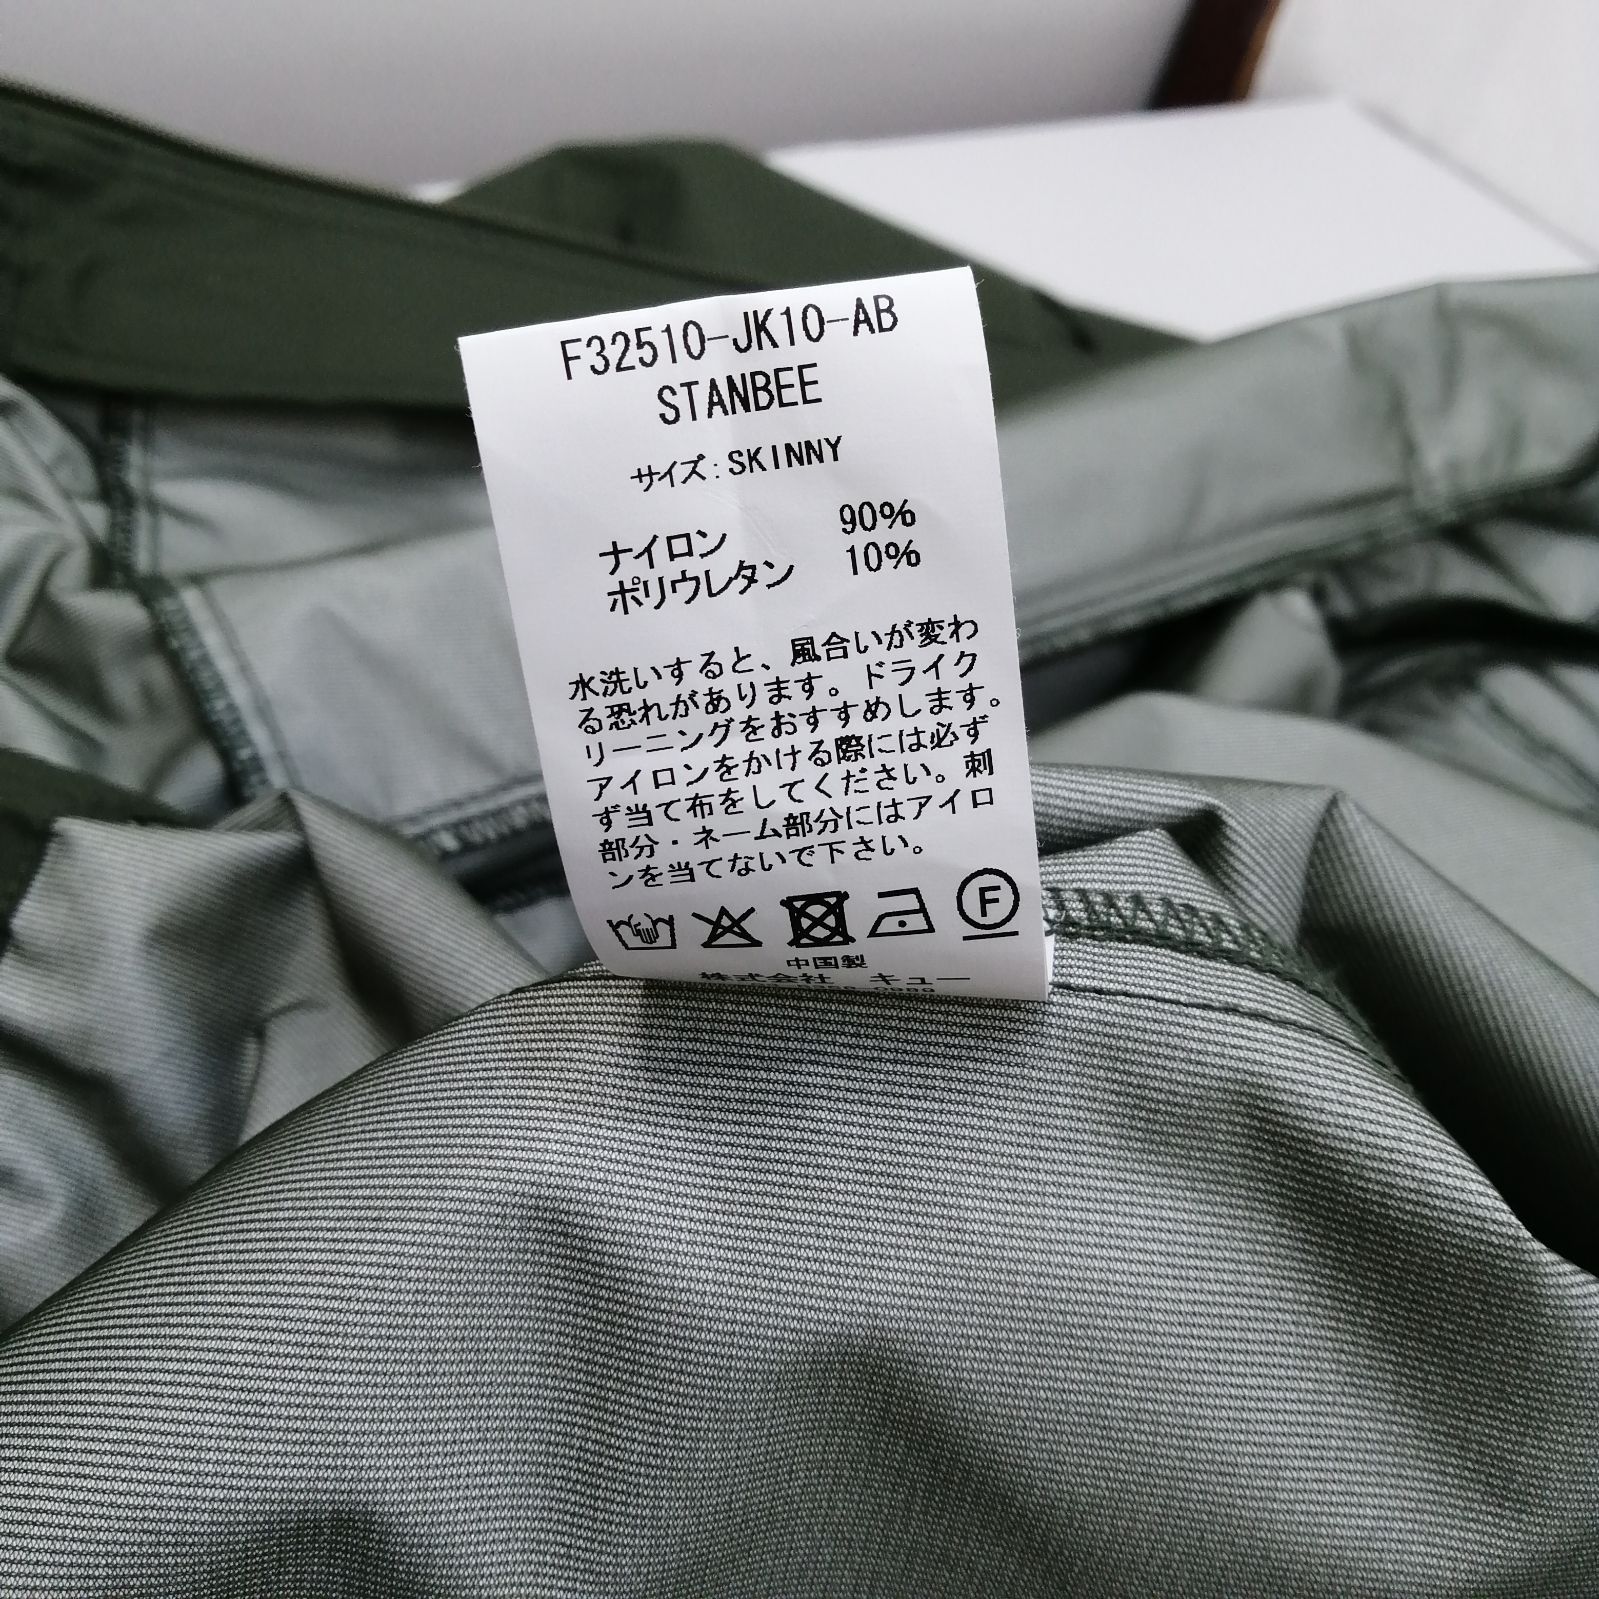 F32510-JK10-AB
STANBEE
サイズ:SKINNY
ナイロン 90%
ポリウレタン 10%
水洗いすると、風合いが変わ
る恐れがあります。ドライク
リーニングをおすすめします。
アイロンをかける際には必ず
ず当て布をしてください。刺
部分・ネーム部分にはアイロ
ンを当てないで下さい。
F
中国製
株式会社 キュー